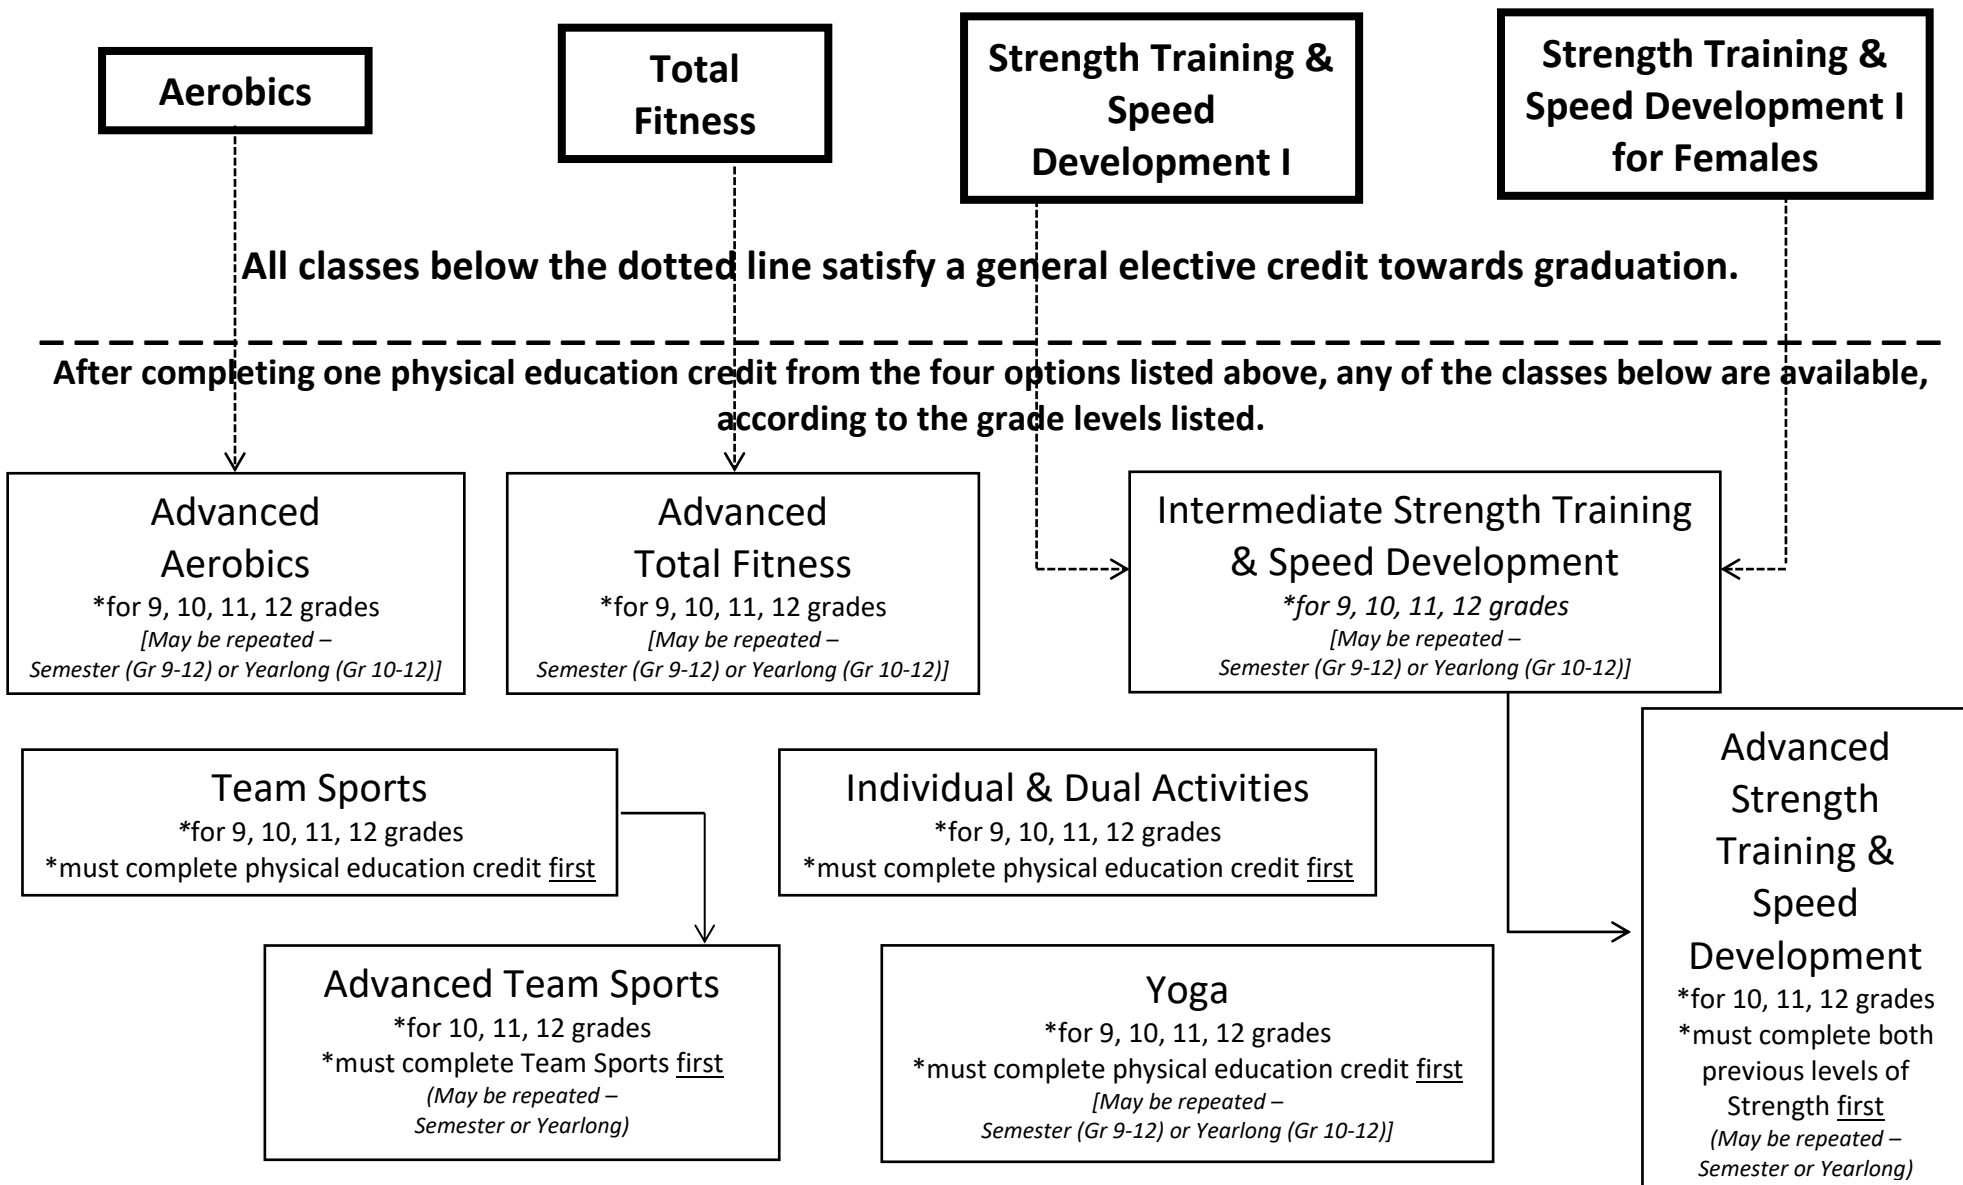 Aerobics
Total
Fitness
Strength Training &
Speed
Development I
Strength Training &
Speed Development I
for Females
All classes below the dotted line satisfy a general elective credit towards graduation.
After completing one physical education credit from the four options listed above, any of the classes below are available,
according to the grade levels listed.
Advanced
Aerobics
*for 9, 10, 11, 12 grades
[May be repeated –
Semester (Gr 9-12) or Yearlong (Gr 10-12)]
Advanced
Total Fitness
*for 9, 10, 11, 12 grades
[May be repeated –
Semester (Gr 9-12) or Yearlong (Gr 10-12)]
Intermediate Strength Training
& Speed Development
*for 9, 10, 11, 12 grades
[May be repeated –
Semester (Gr 9-12) or Yearlong (Gr 10-12)]
Team Sports
*for 9, 10, 11, 12 grades
*must complete physical education credit first
Individual & Dual Activities
*for 9, 10, 11, 12 grades
*must complete physical education credit first
Advanced
Strength
Training &
Speed
Development
*for 10, 11, 12 grades
*must complete both
previous levels of
Strength first
(May be repeated –
Semester or Yearlong)
Advanced Team Sports
*for 10, 11, 12 grades
*must complete Team Sports first
(May be repeated –
Semester or Yearlong)
Yoga
*for 9, 10, 11, 12 grades
*must complete physical education credit first
[May be repeated –
Semester (Gr 9-12) or Yearlong (Gr 10-12)]